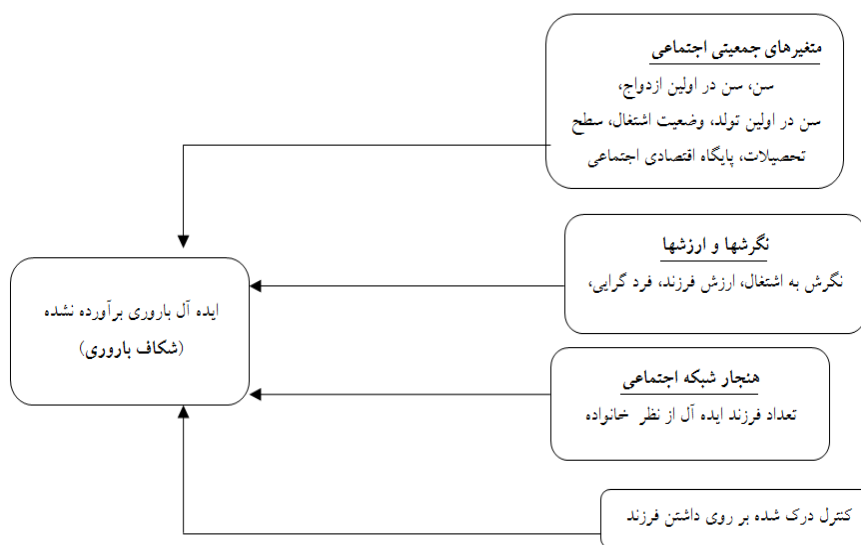 متغیرهای جمعیتی اجتماعی
سن، سن در اولین ازدواج،
سن در اولین تولد، وضعیت اشتغال، سطح
تحصیلات، پایگاه اقتصادی اجتماعی
نگرشها و ارزشها
نگرش به اشتغال، ارزش فرزند، فرد گرایی،
ایده آل باروری برآورده نشده
(شکاف باروری)
هنجار شبکه اجتماعی
تعداد فرزند ایده آل از نظر خانواده
کنترل درک شده بر روی داشتن فرزند